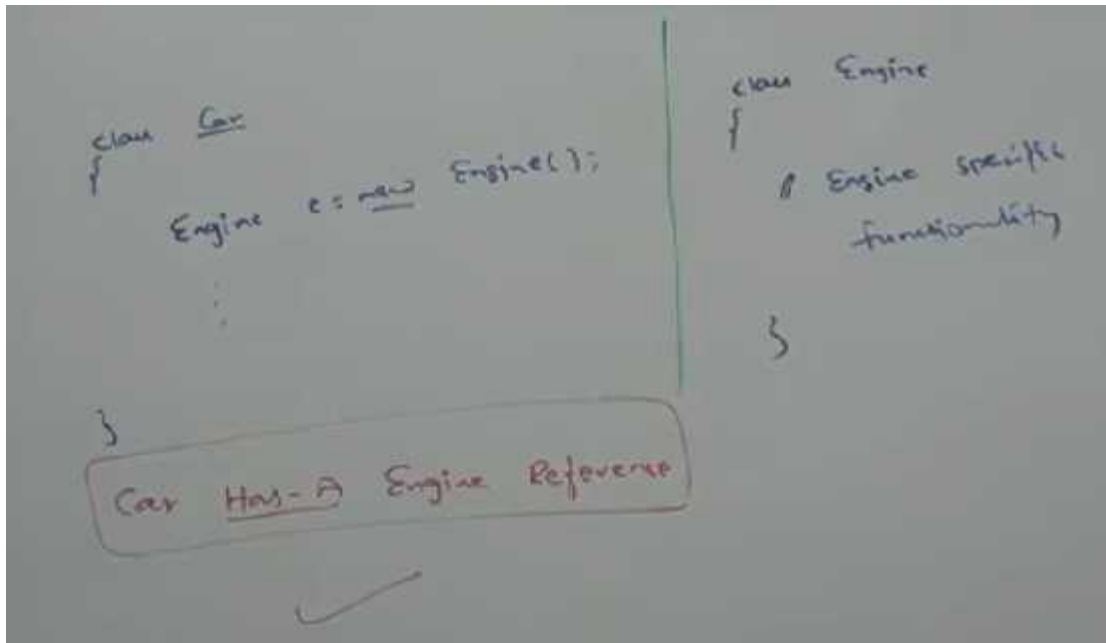 class Car
{
Engine e = new Engine();
⋮
}
Car Has-A Engine Reference
class Engine
{
Engine specific
functionality
}